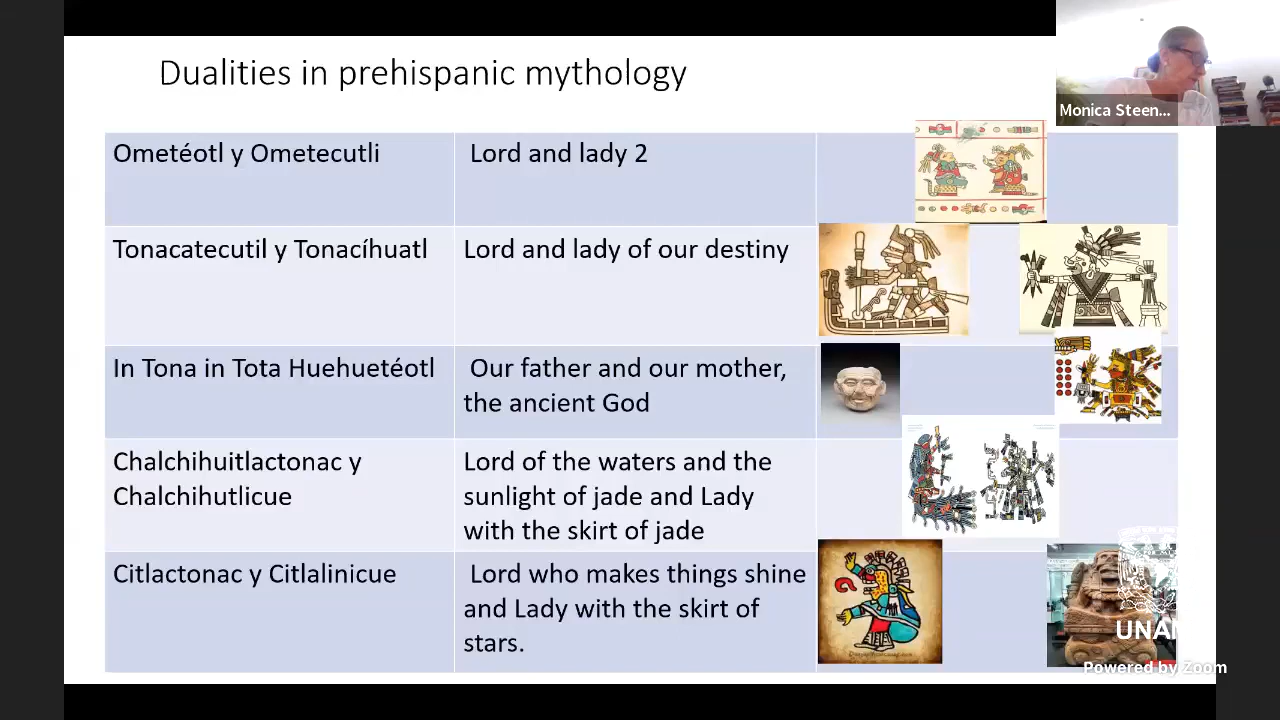 Dualities in prehispanic mythology
Monica Steen...
Ometéotl y Ometecutli
Lord and lady 2
Tonacatecutil y Tonacíhuatl
Lord and lady of our destiny
In Tona in Tota Huehuetéotl
Our father and our mother,
the ancient God
Chalchihuitlactonac y
Chalchihutlicue
Lord of the waters and the
sunlight of jade and Lady
with the skirt of jade
Citlactonac y Citlalinicue
Lord who makes things shine
and Lady with the skirt of
stars.
UNAM
Powered by Zoom